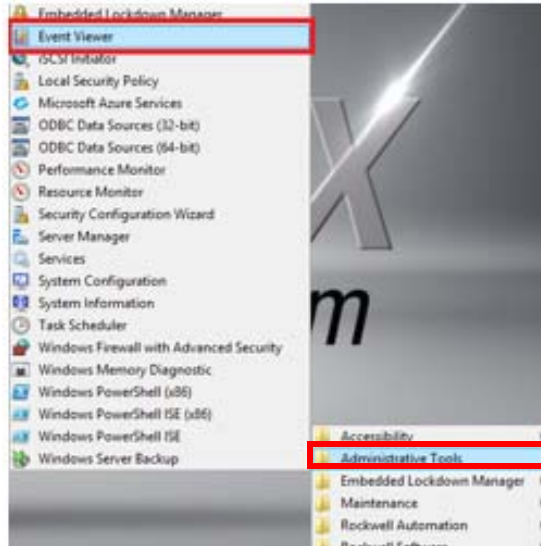 Embedded Lockdown Manager
Event Viewer
iSCSI Initiator
Local Security Policy
Microsoft Azure Services
ODBC Data Sources (32-bit)
ODBC Data Sources (64-bit)
Performance Monitor
Resource Monitor
Security Configuration Wizard
Server Manager
Services
System Configuration
System Information
Task Scheduler
Windows Firewall with Advanced Security
Windows Memory Diagnostic
Windows PowerShell (x86)
Windows PowerShell ISE (x86)
Windows PowerShell ISE
Windows Server Backup
X
m
Accessibility
Administrative Tools
Embedded Lockdown Manager
Maintenance
Rockwell Automation
Rockwell Software